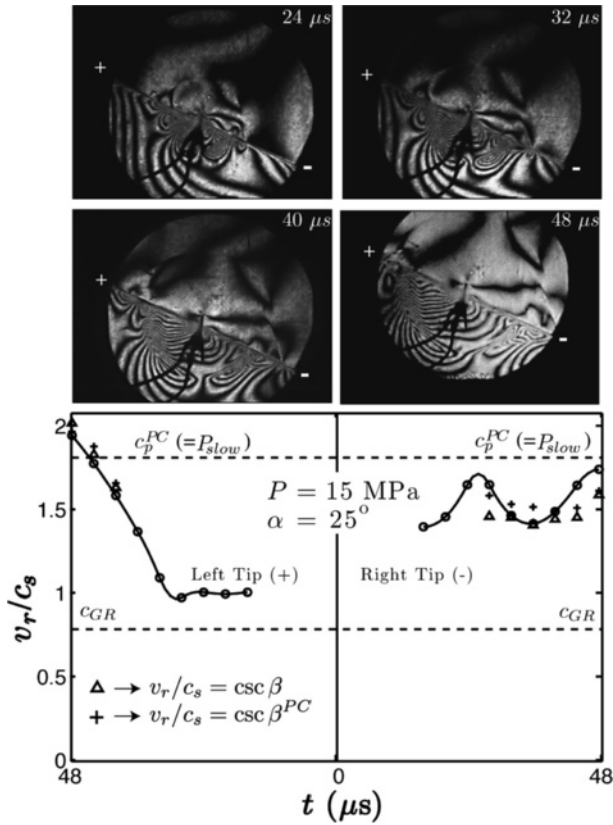 24 μs
32 μs
+
+
-
-
40 μs
48 μs
+
+
-
-
2
c_p^PC (=P_slow)
c_p^PC (=P_slow)
P = 15 MPa
α = 25°
1.5
Left Tip (+)
Right Tip (-)
v_r/c_s
1
c_GR
c_GR
△ → v_r/c_s = csc β
0.5
+ → v_r/c_s = csc β^PC
0
48
0
48
t (μs)